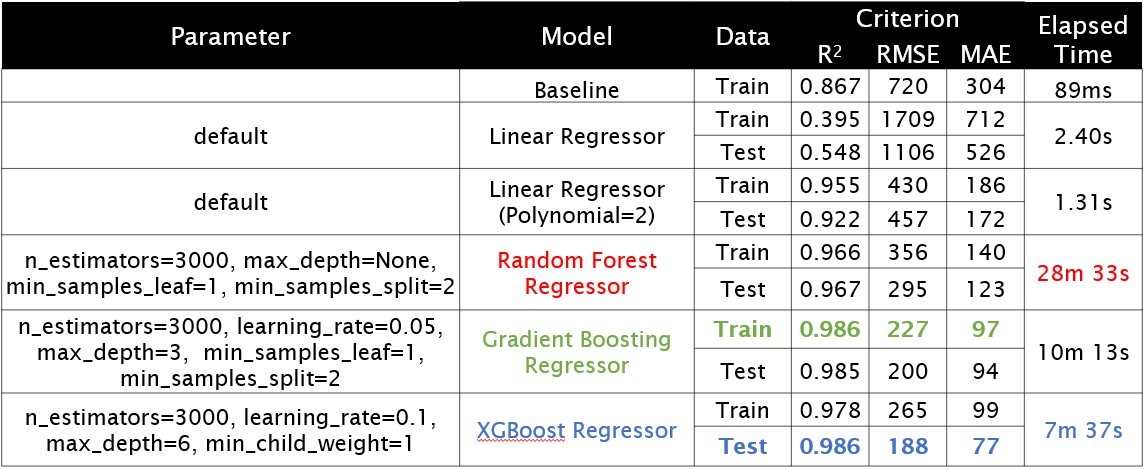 Parameter Model Data Criterion Elapsed Time
R² RMSE MAE
Baseline Train 0.867 720 304 89ms
default Linear Regressor Train 0.395 1709 712 2.40s
Test 0.548 1106 526
default Linear Regressor (Polynomial=2) Train 0.955 430 186 1.31s
Test 0.922 457 172
n_estimators=3000, max_depth=None, Random Forest Train 0.966 356 140 28m 33s
min_samples_leaf=1, min_samples_split=2 Regressor Test 0.967 295 123
n_estimators=3000, learning_rate=0.05, Gradient Boosting Train 0.986 227 97 10m 13s
max_depth=3, min_samples_leaf=1, Regressor Test 0.985 200 94
min_samples_split=2
n_estimators=3000, learning_rate=0.1, XGBoost Regressor Train 0.978 265 99 7m 37s
max_depth=6, min_child_weight=1 Test 0.986 188 77